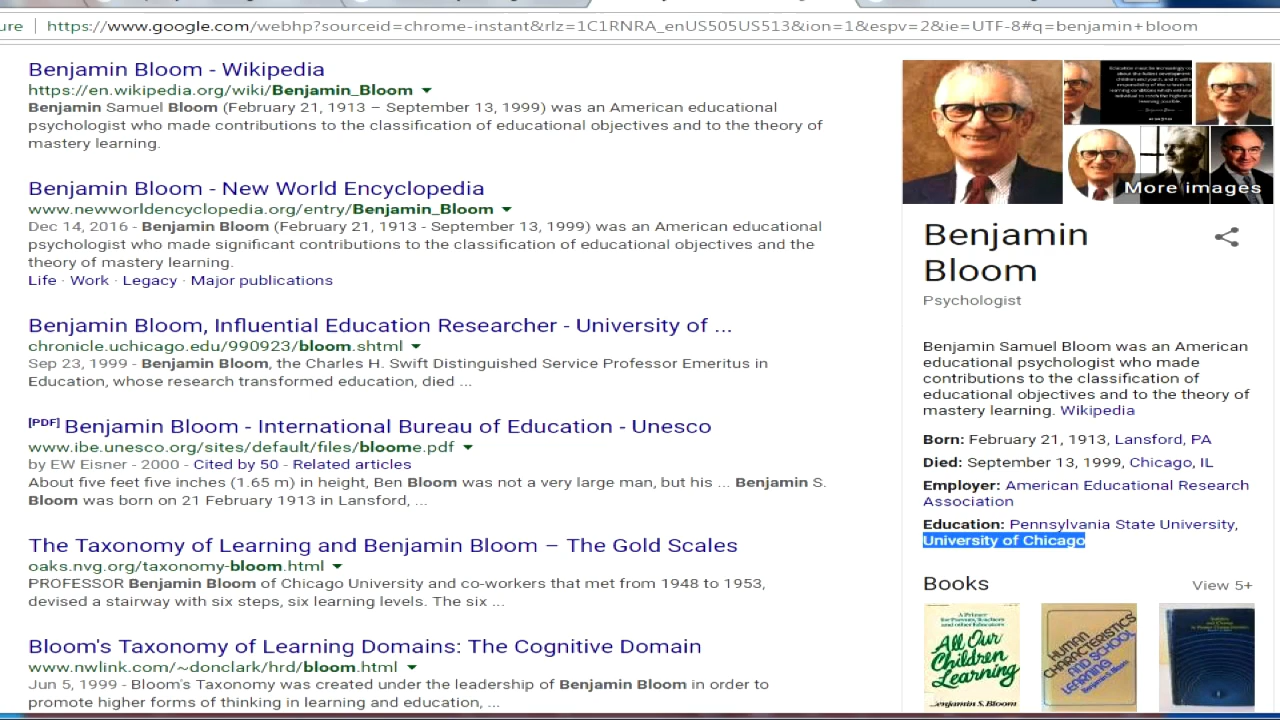 ure https://www.google.com/webhp?sourceid=chrome-instant&rlz=1C1RNRA_enUS505US513&ion=1&espv=2&ie=UTF-8#q=benjamin+bloom
Benjamin Bloom - Wikipedia
https://en.wikipedia.org/wiki/Benjamin_Bloom
Benjamin Samuel Bloom (February 21, 1913 – September 13, 1999) was an American educational
psychologist who made contributions to the classification of educational objectives and to the theory of
mastery learning.
Benjamin Bloom - New World Encyclopedia
www.newworldencyclopedia.org/entry/Benjamin_Bloom
Dec 14, 2016 - Benjamin Bloom (February 21, 1913 - September 13, 1999) was an American educational
psychologist who made significant contributions to the classification of educational objectives and the
theory of mastery learning.
Life · Work · Legacy · Major publications
Benjamin Bloom, Influential Education Researcher - University of ...
chronicle.uchicago.edu/990923/bloom.shtml
Sep 23, 1999 - Benjamin Bloom, the Charles H. Swift Distinguished Service Professor Emeritus in
Education, whose research transformed education, died ...
[PDF] Benjamin Bloom - International Bureau of Education - Unesco
www.ibe.unesco.org/sites/default/files/bloome.pdf
by EW Eisner - 2000 - Cited by 50 - Related articles
About five feet five inches (1.65 m) in height, Ben Bloom was not a very large man, but his ... Benjamin S.
Bloom was born on 21 February 1913 in Lansford, ...
The Taxonomy of Learning and Benjamin Bloom – The Gold Scales
oaks.nvg.org/taxonomy-bloom.html
PROFESSOR Benjamin Bloom of Chicago University and co-workers that met from 1948 to 1953,
devised a stairway with six steps, six learning levels. The six ...
Bloom's Taxonomy of Learning Domains: The Cognitive Domain
www.nwlink.com/~donclark/hrd/bloom.html
Jun 5, 1999 - Bloom's Taxonomy was created under the leadership of Benjamin Bloom in order to
promote higher forms of thinking in learning and education, ...
More images
Benjamin
Bloom
Psychologist
Benjamin Samuel Bloom was an American
educational psychologist who made
contributions to the classification of
educational objectives and to the theory of
mastery learning. Wikipedia
Born: February 21, 1913, Lansford, PA
Died: September 13, 1999, Chicago, IL
Employer: American Educational Research
Association
Education: Pennsylvania State University,
University of Chicago
Books View 5+
A Primer
for Parents, Teachers
and other Educators
All Our
Children
Learning
Benjamin S. Bloom